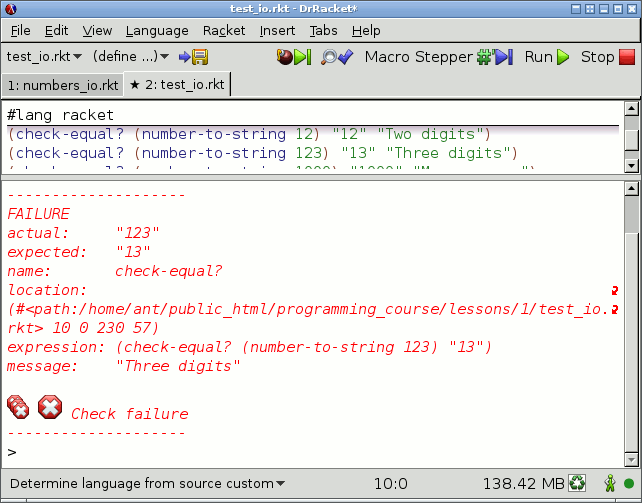 test_io.rkt - DrRacket*
File Edit View Language Racket Insert Tabs Help
test_io.rkt (define ...) Macro Stepper Run Stop
1: numbers_io.rkt ★ 2: test_io.rkt
#lang racket
(check-equal? (number-to-string 12) "12" "Two digits")
(check-equal? (number-to-string 123) "13" "Three digits")
--------------------
FAILURE
actual: "123"
expected: "13"
name: check-equal?
location:
(#<path:/home/ant/public_html/programming_course/lessons/1/test_io.
rkt> 10 0 230 57)
expression: (check-equal? (number-to-string 123) "13")
message: "Three digits"
Check failure
--------------------
>
Determine language from source custom 10:0 138.42 MB